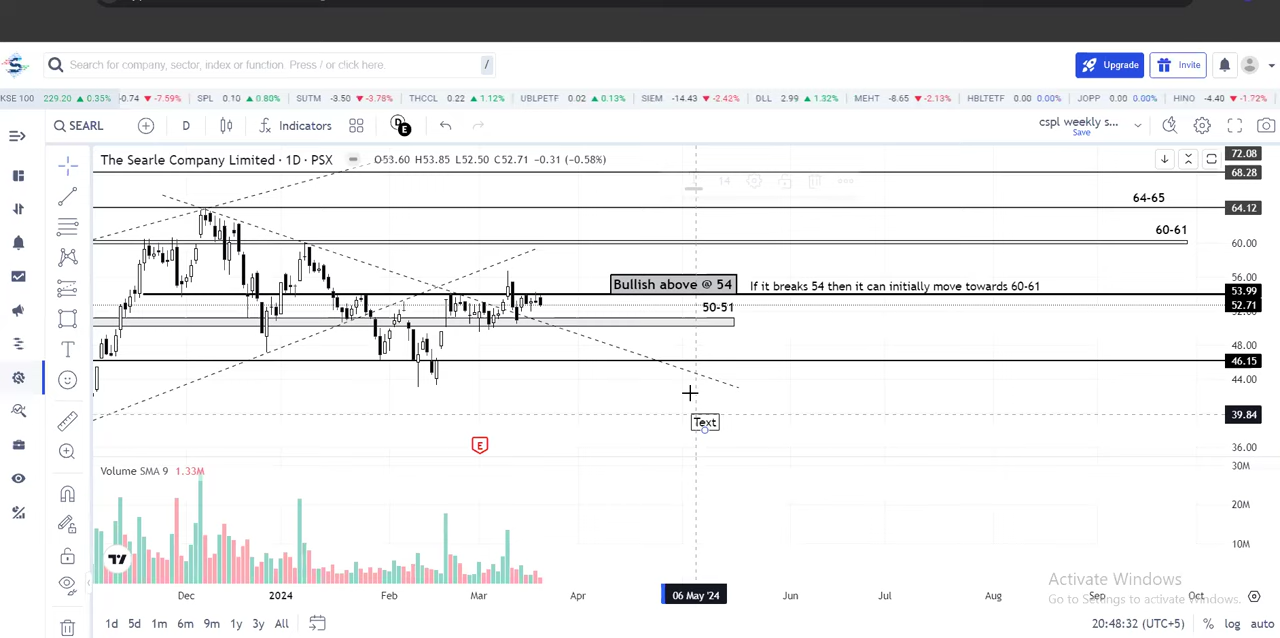 Search for company, sector, index or function. Press / or click here.
/
Upgrade
Invite
KSE 100 229.20 ▲ 0.35% -0.74 ▼ -7.59% SPL 0.10 ▲ 0.80% SUTM -3.50 ▼ -3.78% THCCL 0.22 ▲ 1.12% UBLPETF 0.02 ▲ 0.13% SIEM -14.43 ▼ -2.42% DLL 2.99 ▲ 1.32% MEHT -8.65 ▼ -2.13% HBLTETF 0.00 0.00% JOPP 0.00 0.00% HINO -4.40 ▼ -1.72%
SEARL D Indicators D E cspl weekly s...
Save
The Searle Company Limited · 1D · PSX O53.60 H53.85 L52.50 C52.71 -0.31 (-0.58%)
72.08
68.28
14
64-65
64.12
60-61
60.00
56.00
Bullish above @ 54 If it breaks 54 then it can initially move towards 60-61
53.99
52.71
50-51
48.00
46.15
44.00
39.84
Text
E
36.00
Volume SMA 9 1.33M
30M
20M
10M
Activate Windows
Go to Settings to activate Windows.
Dec 2024 Feb Mar Apr 06 May '24 Jun Jul Aug Sep Oct
1d 5d 1m 6m 9m 1y 3y All 20:48:32 (UTC+5) % log auto